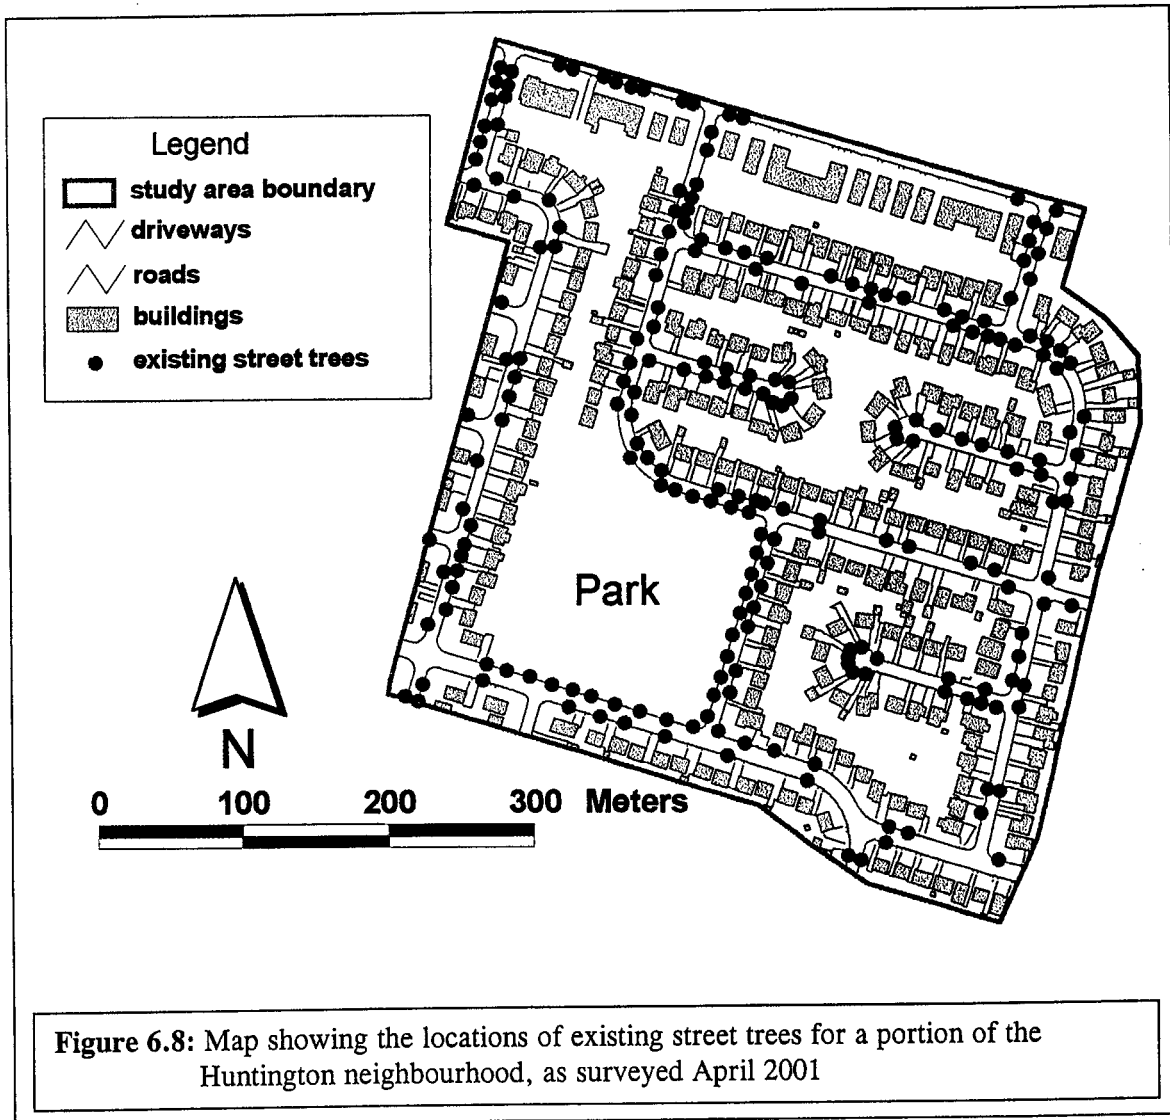 Legend
study area boundary
driveways
roads
buildings
existing street trees
Park
N
0 100 200 300 Meters
Figure 6.8: Map showing the locations of existing street trees for a portion of the
Huntington neighbourhood, as surveyed April 2001